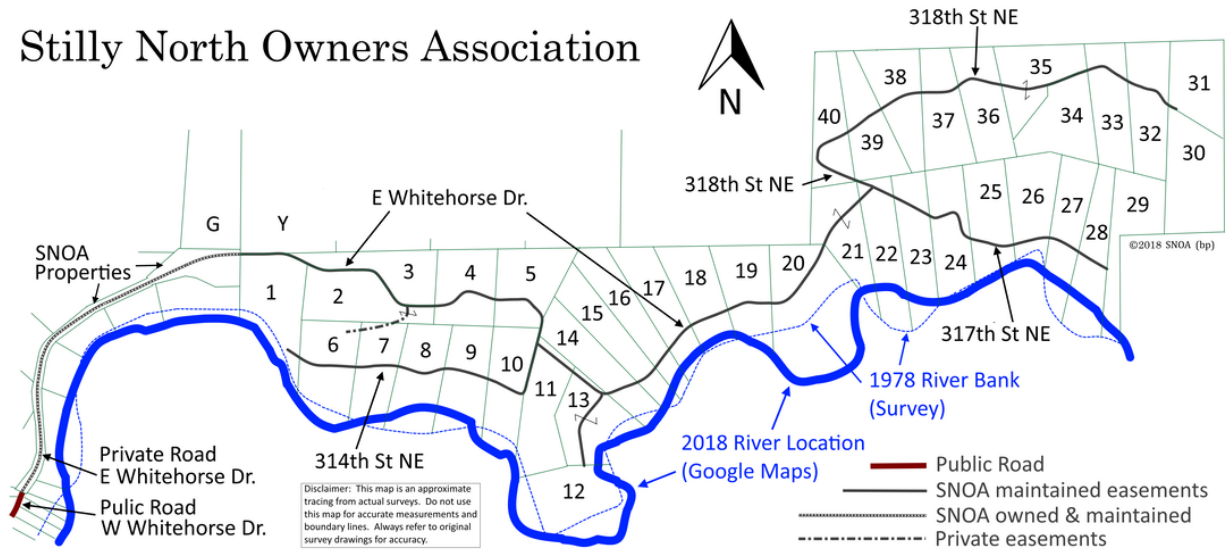 Stilly North Owners Association
N
318th St NE
35
38
31
40
39
37
36
34
33
32
30
318th St NE
E Whitehorse Dr.
25
26
27
29
28
©2018 SNOA (bp)
G
Y
SNOA
Properties
1
2
3
4
5
14
15
16
17
18
19
20
21
22
23
24
317th St NE
6
7
8
9
10
11
13
12
314th St NE
1978 River Bank
(Survey)
2018 River Location
(Google Maps)
Private Road
E Whitehorse Dr.
Pulic Road
W Whitehorse Dr.
Disclaimer: This map is an approximate
tracing from actual surveys. Do not use
this map for accurate measurements and
boundary lines. Always refer to original
survey drawings for accuracy.
Public Road
SNOA maintained easements
SNOA owned & maintained
Private easements